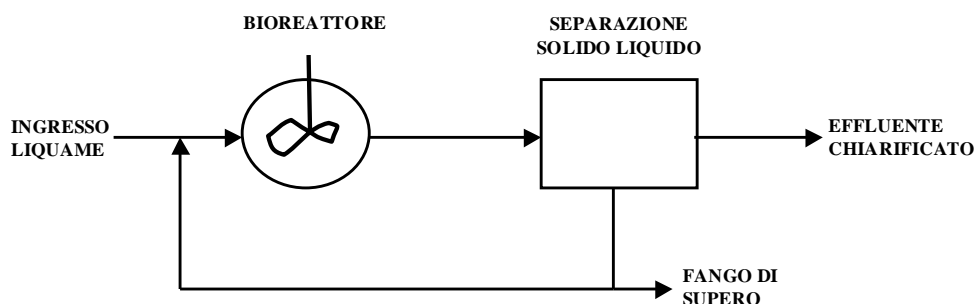 BIOREATTORE
SEPARAZIONE
SOLIDO LIQUIDO
INGRESSO
LIQUAME
EFFLUENTE
CHIARIFICATO
FANGO DI
SUPERO